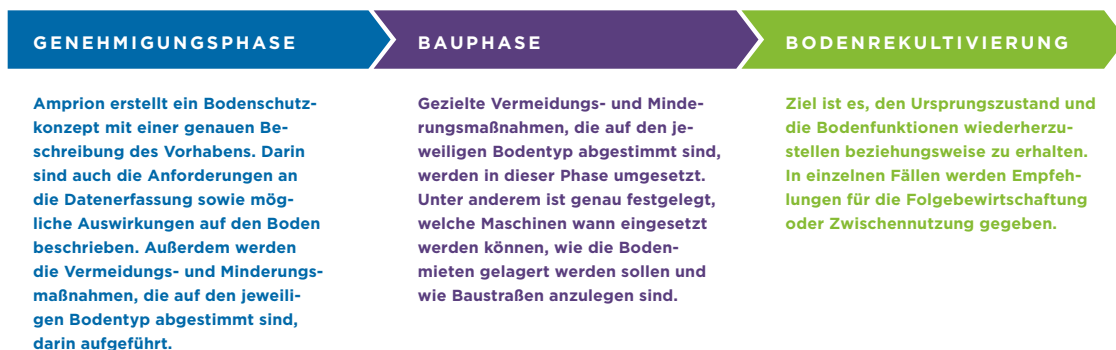 GENEHMIGUNGSPHASE
Amprion erstellt ein Bodenschutz-
konzept mit einer genauen Be-
schreibung des Vorhabens. Darin
sind auch die Anforderungen an
die Datenerfassung sowie mög-
liche Auswirkungen auf den Boden
beschrieben. Außerdem werden
die Vermeidungs- und Minderungs-
maßnahmen, die auf den jeweili-
gen Bodentyp abgestimmt sind,
darin aufgeführt.
BAUPHASE
Gezielte Vermeidungs- und Minde-
rungsmaßnahmen, die auf den je-
weiligen Bodentyp abgestimmt sind,
werden in dieser Phase umgesetzt.
Unter anderem ist genau festgelegt,
welche Maschinen wann eingesetzt
werden können, wie die Boden-
mieten gelagert werden sollen und
wie Baustraßen anzulegen sind.
BODENREKULTIVIERUNG
Ziel ist es, den Ursprungszustand und
die Bodenfunktionen wiederherzu-
stellen beziehungsweise zu erhalten.
In einzelnen Fällen werden Empfeh-
lungen für die Folgebewirtschaftung
oder Zwischennutzung gegeben.